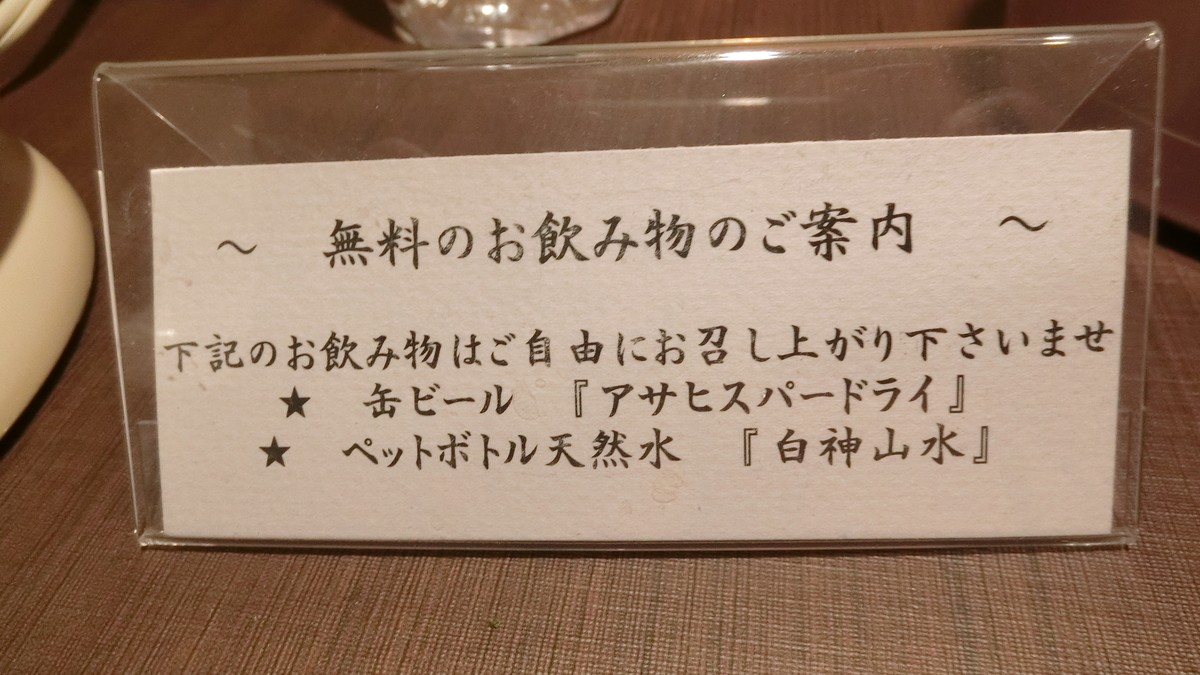 ～ 無料のお飲み物のご案内 ～
下記のお飲み物はご自由にお召し上がり下さいませ
★ 缶ビール 『アサヒスパードライ』
★ ペットボトル天然水 『白神山水』